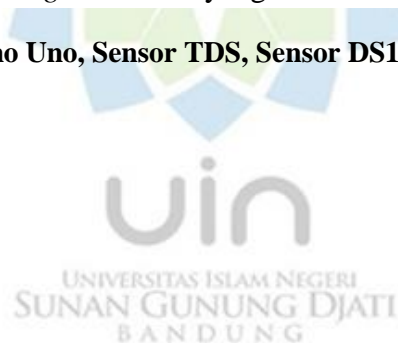 no Uno, Sensor TDS, Sensor DS1
uin
UNIVERSITAS ISLAM NEGERI
SUNAN GUNUNG DJATI
BANDUNG